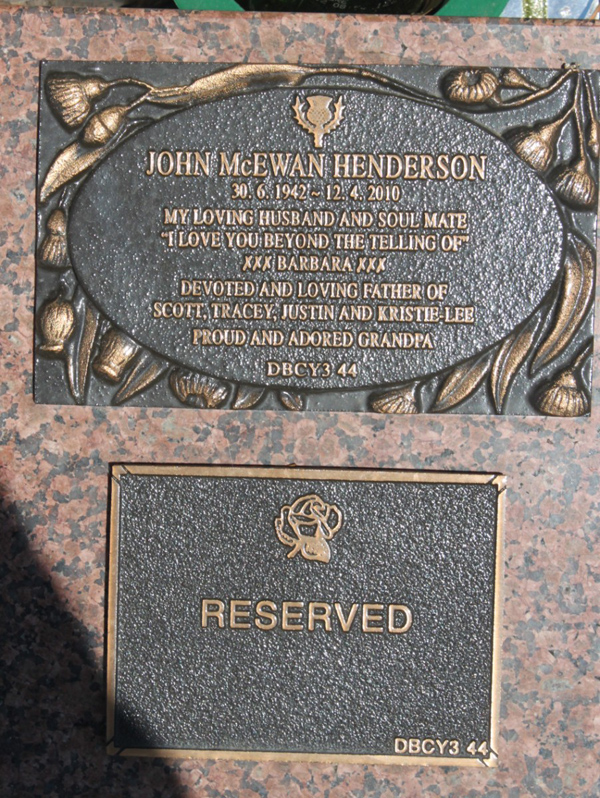 JOHN McEWAN HENDERSON
30. 6. 1942 ~ 12. 4. 2010
MY LOVING HUSBAND AND SOUL MATE
"I LOVE YOU BEYOND THE TELLING OF"
XXX BARBARA XXX
DEVOTED AND LOVING FATHER OF
SCOTT, TRACEY, JUSTIN AND KRISTIE-LEE
PROUD AND ADORED GRANDPA
DBCY3 44
RESERVED
DBCY3 44